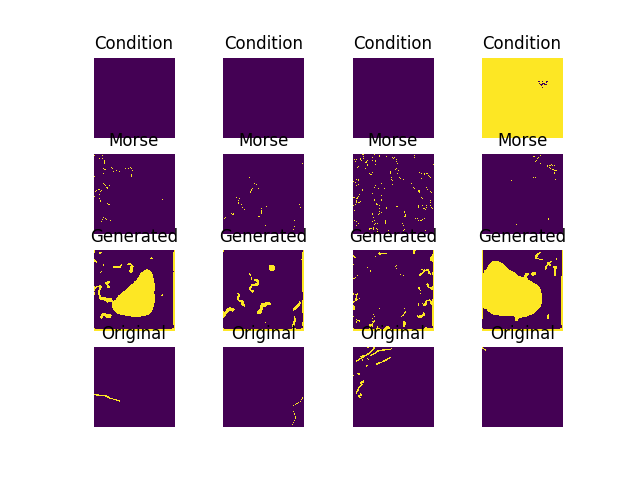 Condition Condition Condition Condition
Morse Morse Morse Morse
Generated Generated Generated Generated
Original Original Original Original